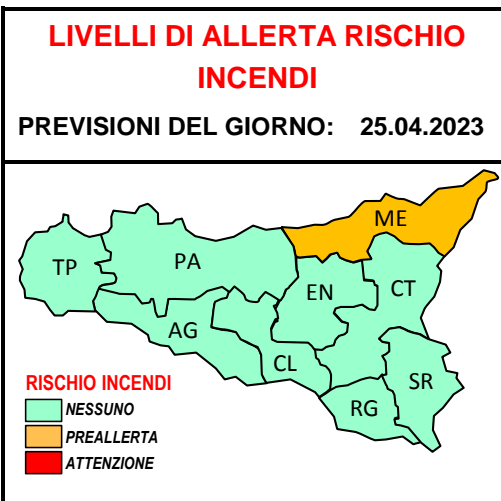 LIVELLI DI ALLERTA RISCHIO
INCENDI
PREVISIONI DEL GIORNO: 25.04.2023
ME
TP
PA
EN
CT
AG
CL
SR
RG
RISCHIO INCENDI
NESSUNO
PREALLERTA
ATTENZIONE